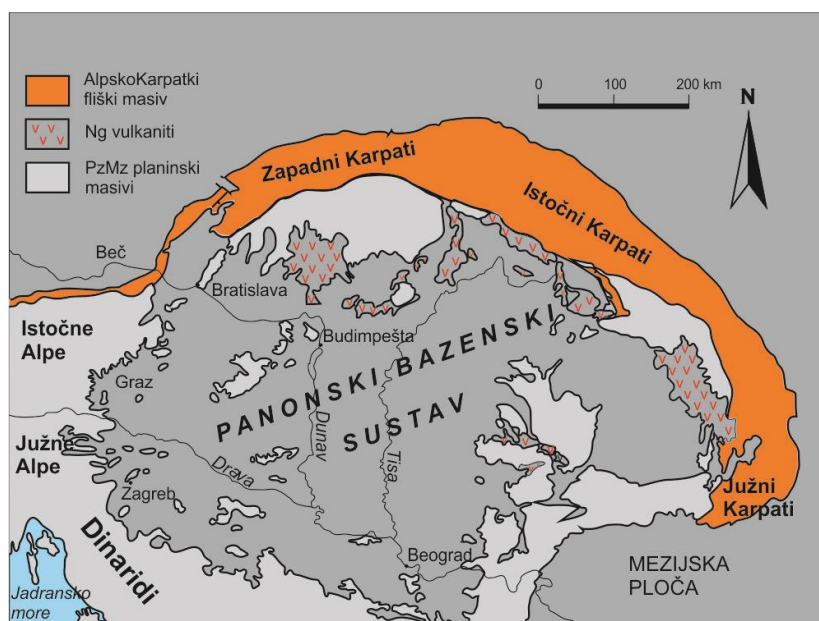 AlpskoKarpatki
fliški masiv
Ng vulkaniti
PzMz planinski
masivi
0 100 200 km
N
Zapadni Karpati
Istočni Karpati
Beč
Bratislava
Istočne
Alpe
Budimpešta
Graz
PANONSKI BAZENSKI
SUSTAV
Dunav
Tisa
Južne
Alpe
Drava
Zagreb
Južni
Karpati
Dinaridi
Beograd
MEZIJSKA
PLOČA
Jadransko
more